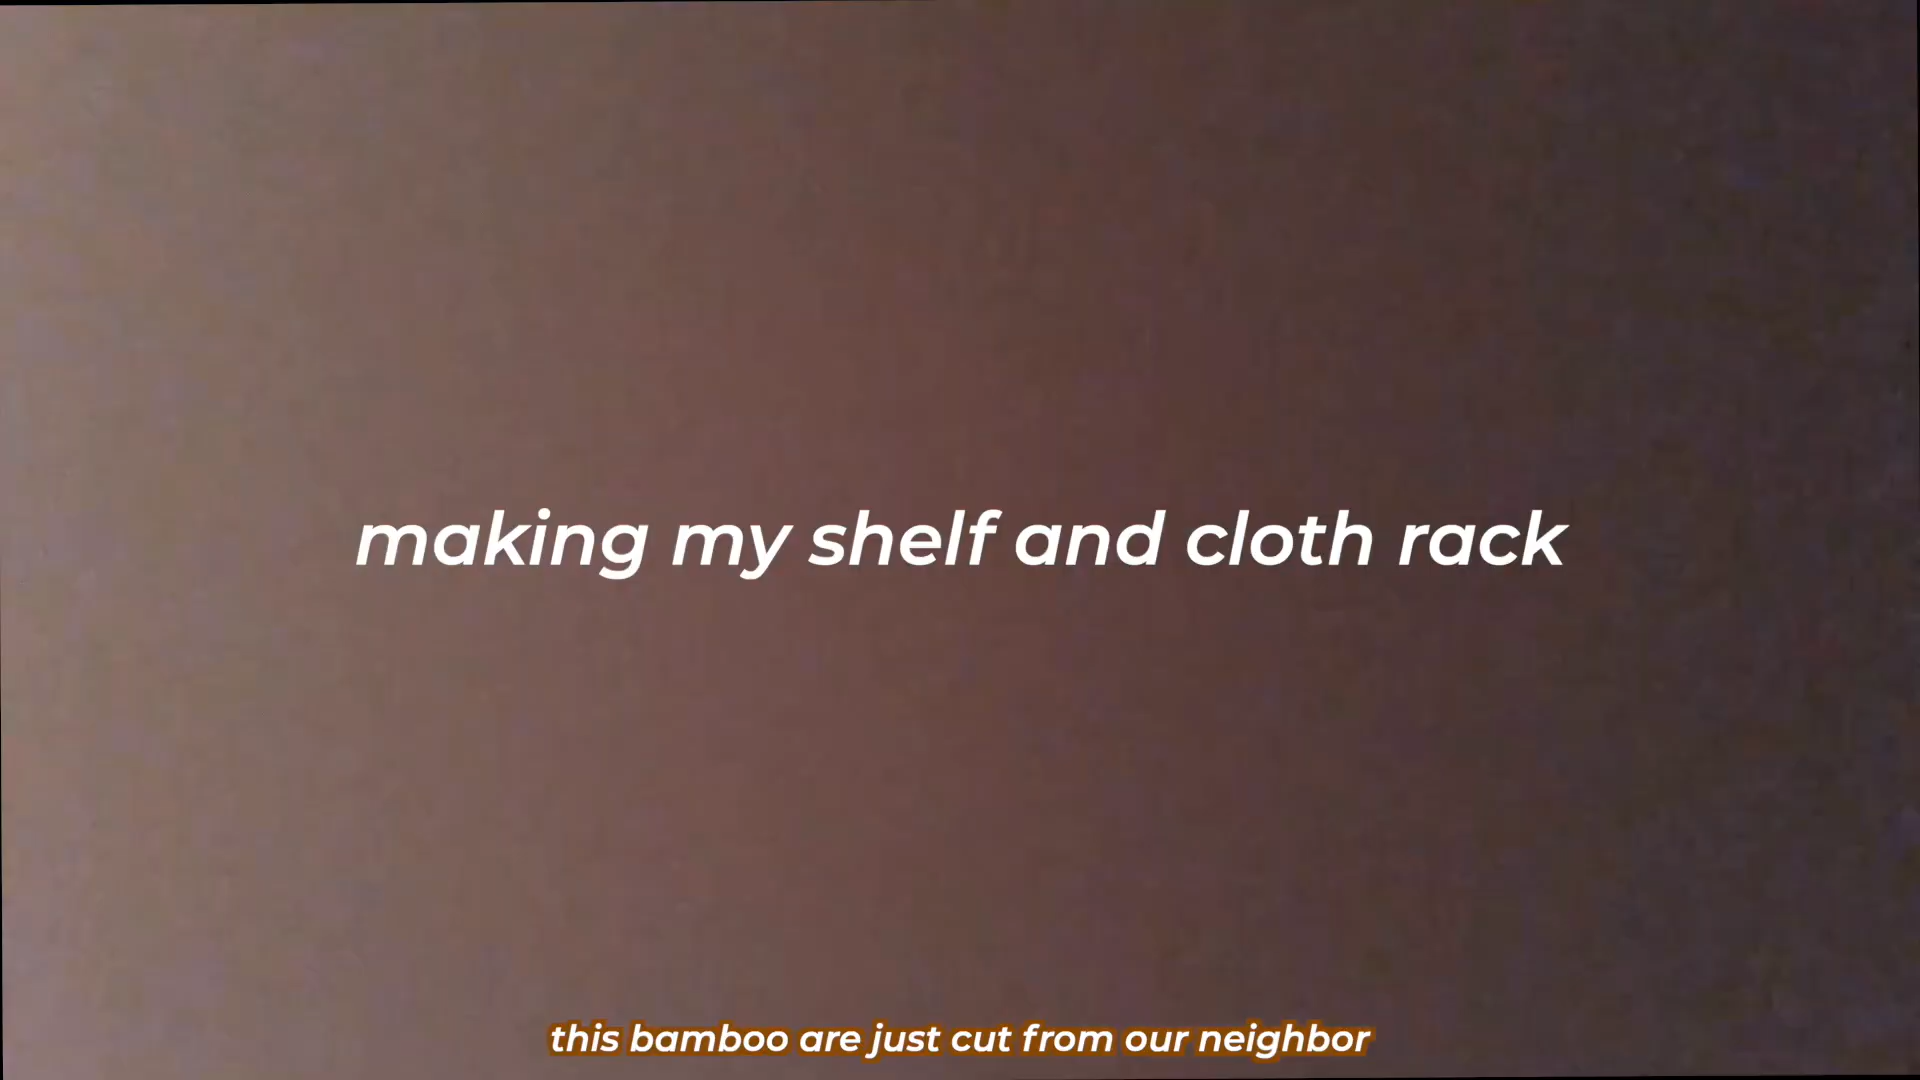 making my shelf and cloth rack
this bamboo are just cut from our neighbor